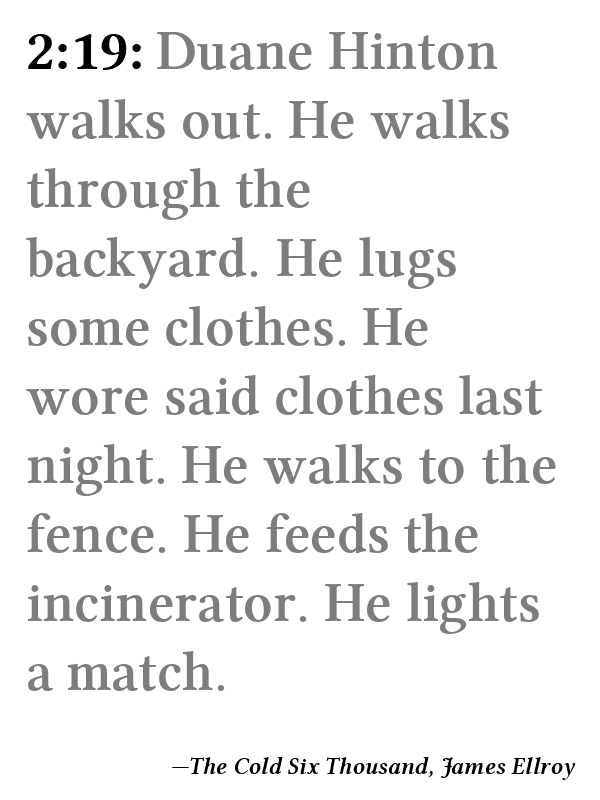 2:19: Duane Hinton
walks out. He walks
through the
backyard. He lugs
some clothes. He
wore said clothes last
night. He walks to the
fence. He feeds the
incinerator. He lights
a match.
—The Cold Six Thousand, James Ellroy